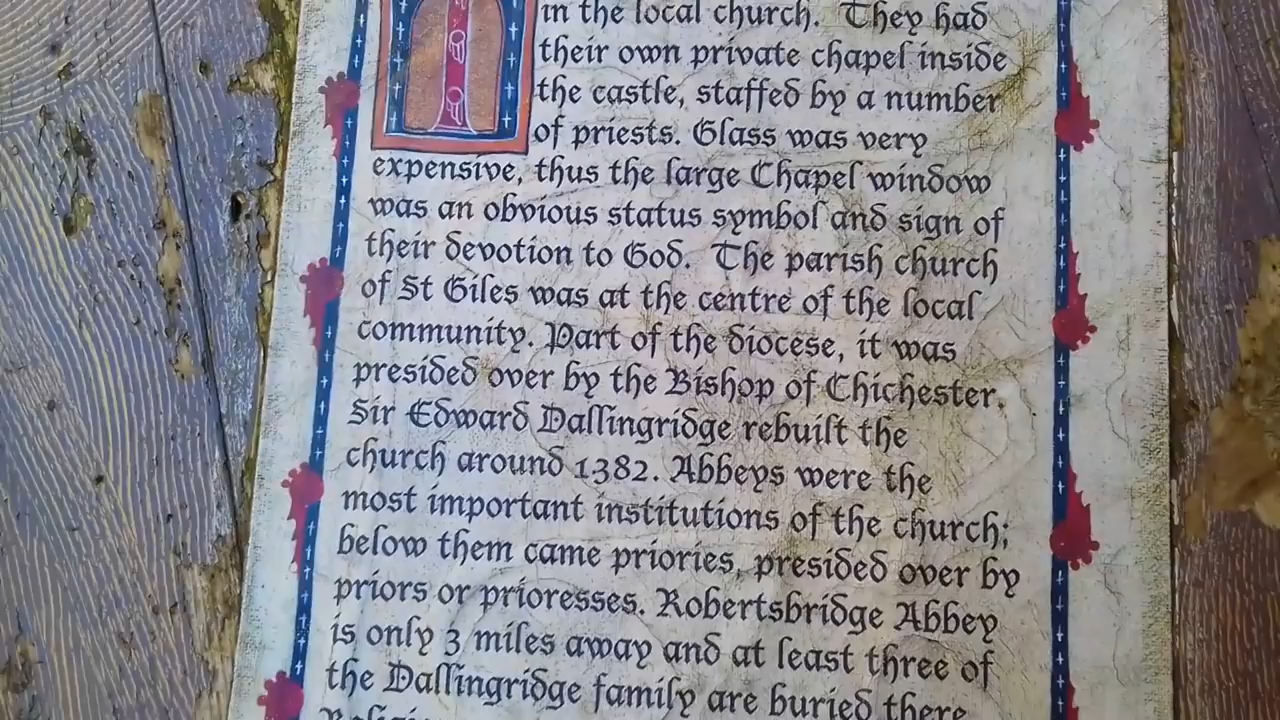 in the local church. They had
their own private chapel inside
the castle, staffed by a number
of priests. Glass was very
expensive, thus the large Chapel window
was an obvious status symbol and sign of
their devotion to God. The parish church
of St Giles was at the centre of the local
community. Part of the diocese, it was
presided over by the Bishop of Chichester.
Sir Edward Dallingridge rebuilt the
church around 1382. Abbeys were the
most important institutions of the church;
below them came priories, presided over by
priors or prioresses. Robertsbridge Abbey
is only 3 miles away and at least three of
the Dallingridge family are buried there